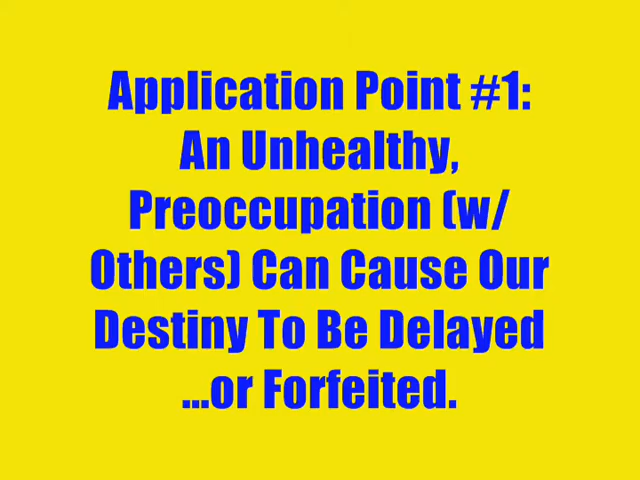 Application Point #1:
An Unhealthy,
Preoccupation (w/
Others) Can Cause Our
Destiny To Be Delayed
...or Forfeited.